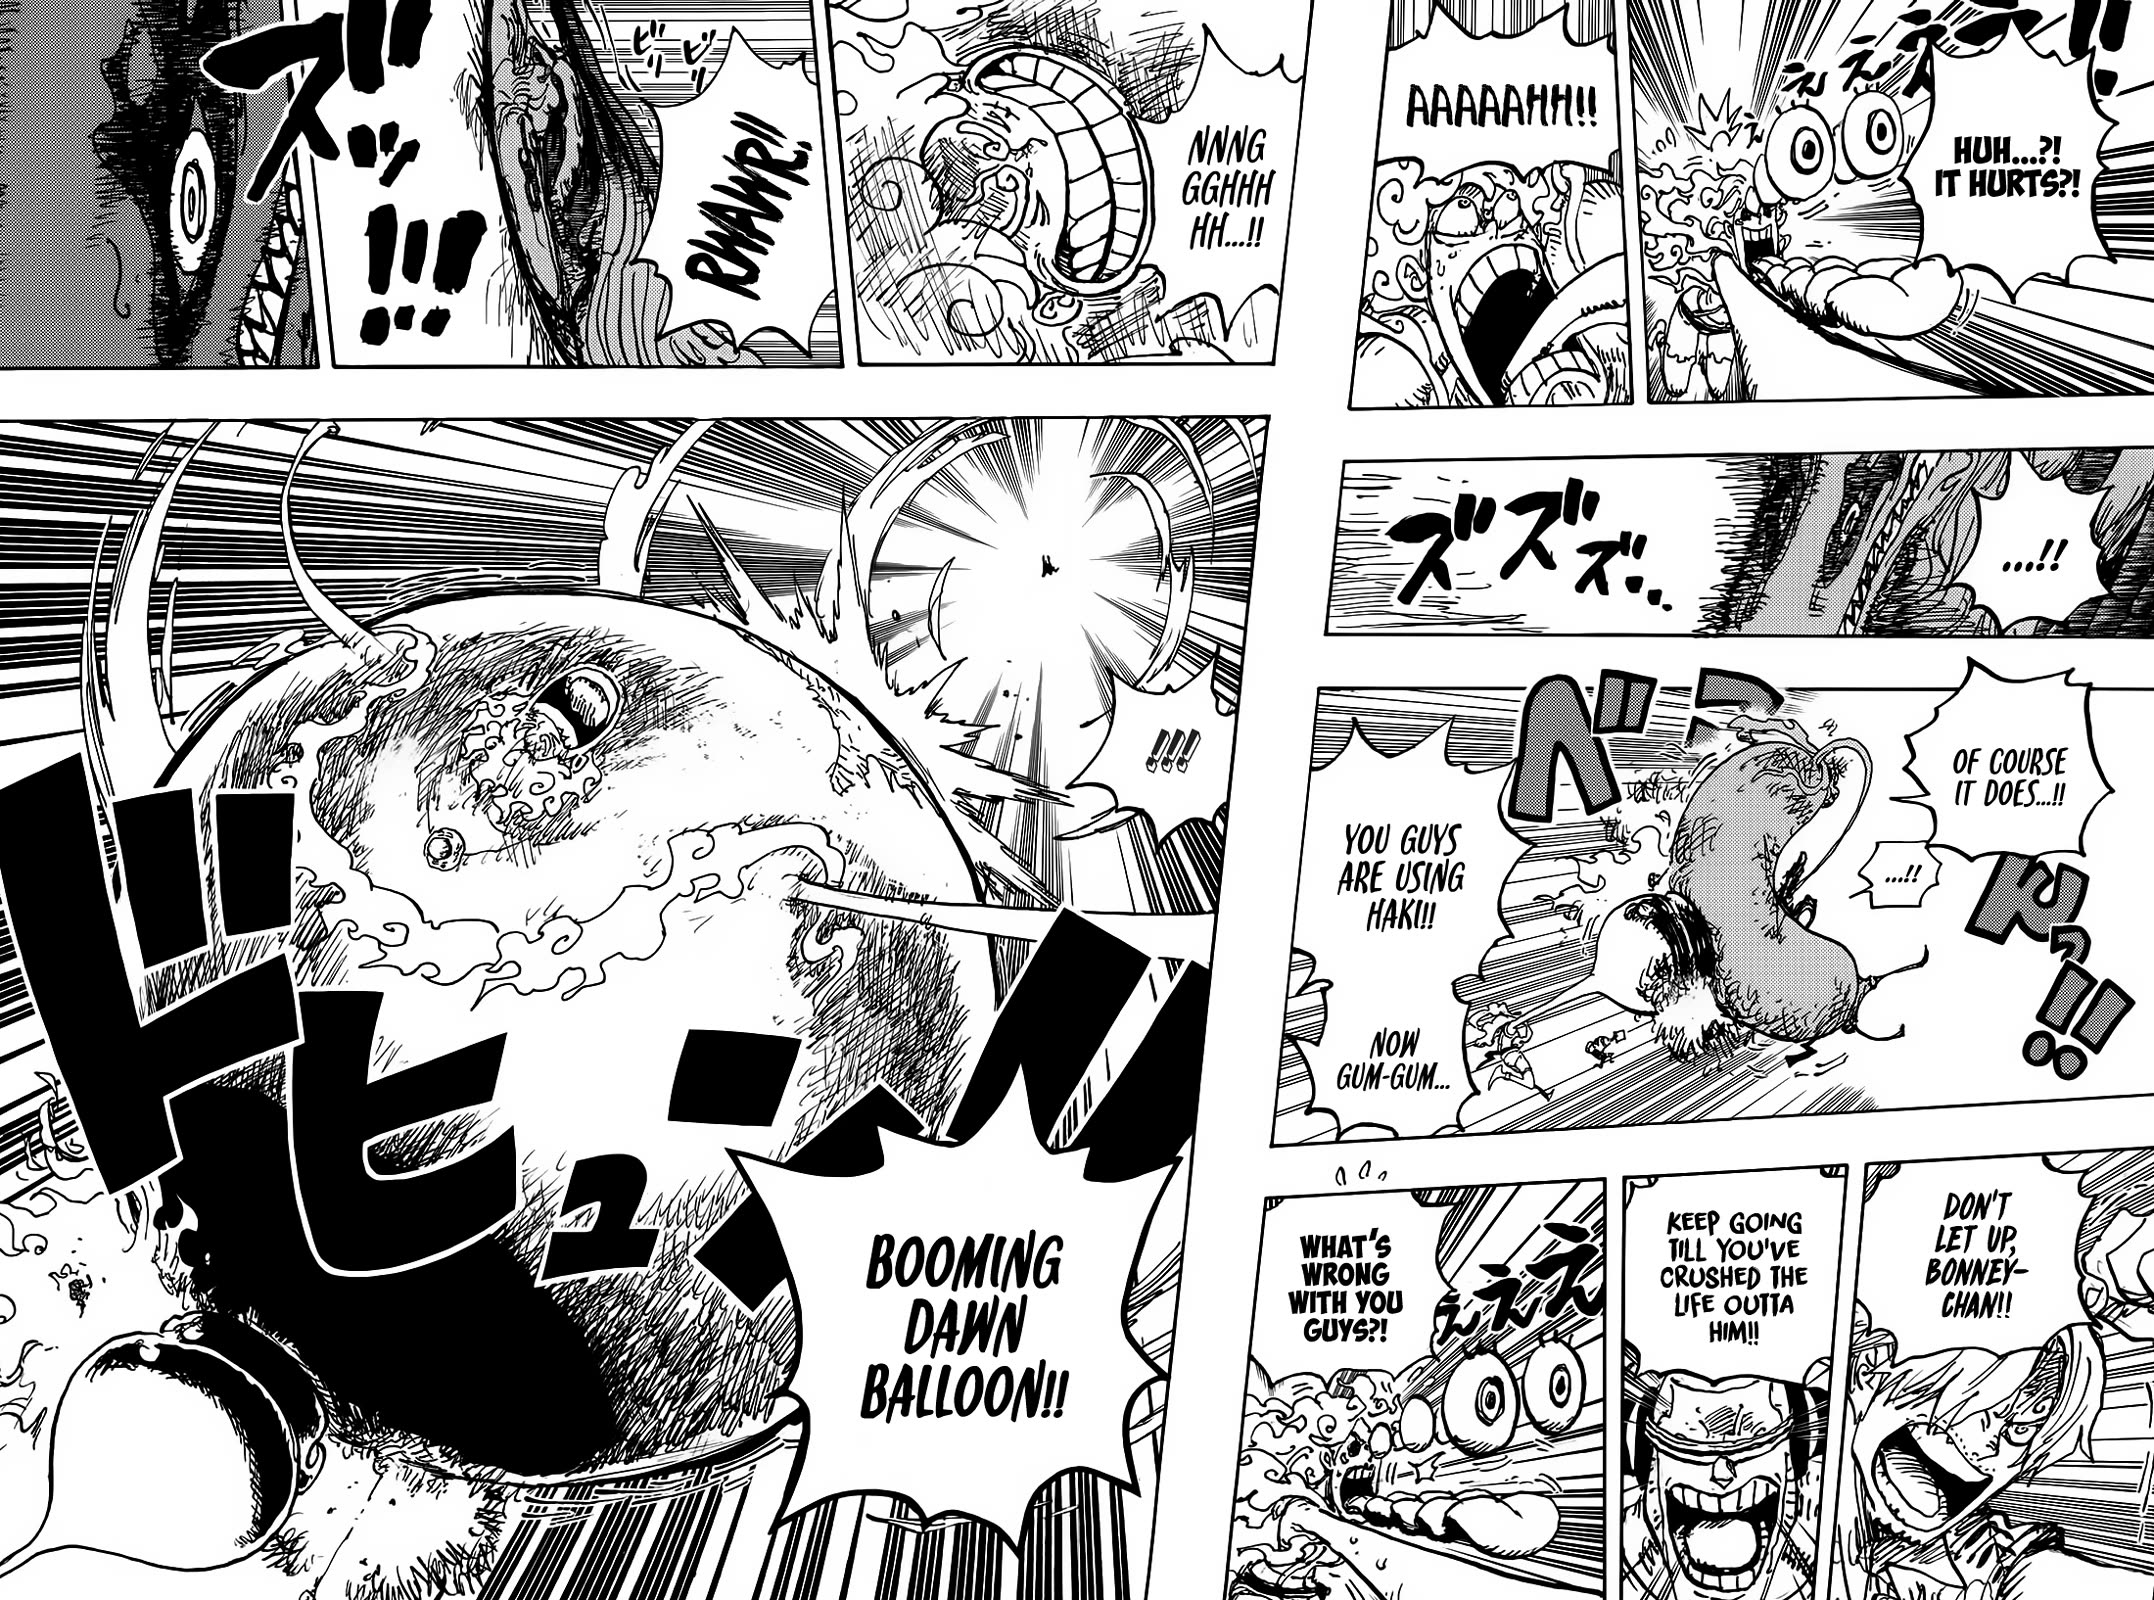 HUH...?!
IT HURTS?!
えええ
!!
AAAAAHH!!
...!!
ズズズ...
OF COURSE
IT DOES...!!
...!!
YOU GUYS
ARE USING
HAKI!!
NOW
GUM-GUM...
DON'T
LET UP,
BONNEY-
CHAN!!
KEEP GOING
TILL YOU'VE
CRUSHED THE
LIFE OUTTA
HIM!!
WHAT'S
WRONG
WITH YOU
GUYS?!
えええ
NNNG
GGHHH
HH...!!
RWAWR!!
ビリビリ
ズズッ!!!
!!!
ドドヒュン
BOOMING
DAWN
BALLOON!!